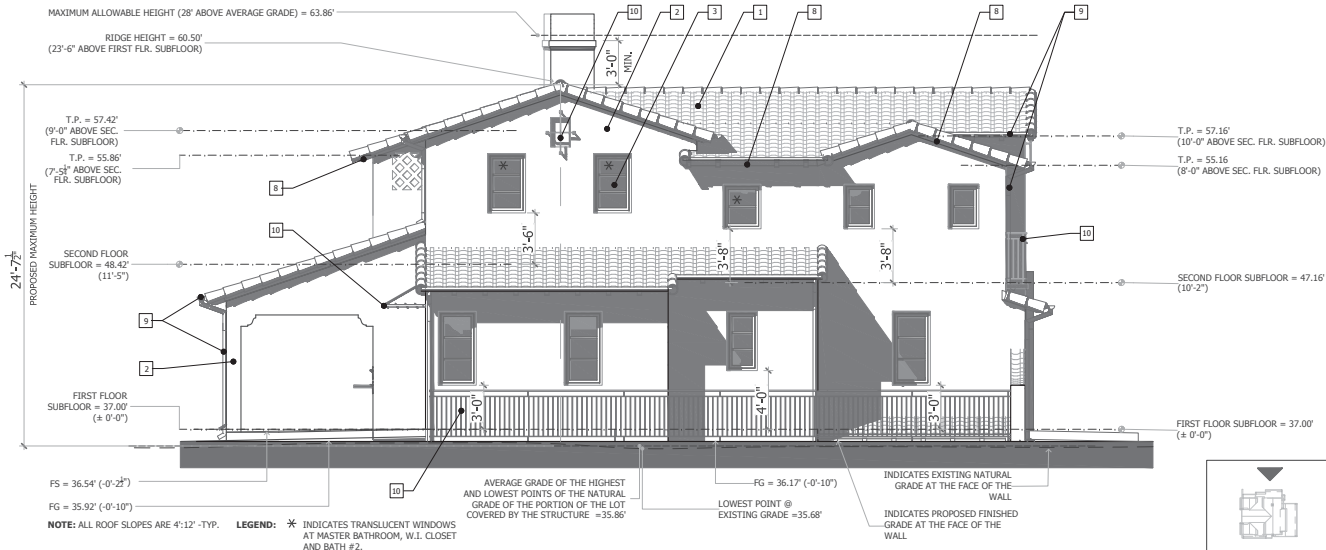 MAXIMUM ALLOWABLE HEIGHT (28' ABOVE AVERAGE GRADE) = 63.86'
RIDGE HEIGHT = 60.50'
(23'-6" ABOVE FIRST FLR. SUBFLOOR)
10
2
3
1
8
8
9
3'-0"
MIN.
T.P. = 57.42'
(9'-0" ABOVE SEC.
FLR. SUBFLOOR)
T.P. = 55.86'
ABOVE SEC.
FLR. SUBFLOOR)
T.P. = 57.16'
(10'-0" ABOVE SEC. FLR. SUBFLOOR)
T.P. = 55.16
(8'-0" ABOVE SEC. FLR. SUBFLOOR)
8
10
10
24'-7½"
PROPOSED MAXIMUM HEIGHT
3'-6"
3'-8"
3'-8"
SECOND FLOOR
SUBFLOOR = 48.42'
(11'-5")
SECOND FLOOR SUBFLOOR = 47.16'
(10'-2")
9
2
FIRST FLOOR
SUBFLOOR = 37.00'
(± 0'-0")
3'-0"
4'-0"
3'-0"
FIRST FLOOR SUBFLOOR = 37.00'
(± 0'-0")
FS = 36.54'
FG = 35.92' (-0'-10")
10
AVERAGE GRADE OF THE HIGHEST
AND LOWEST POINTS OF THE NATURAL
GRADE OF THE PORTION OF THE LOT
COVERED BY THE STRUCTURE =35.86'
FG = 36.17' (-0'-10")
LOWEST POINT @
EXISTING GRADE =35.68'
INDICATES EXISTING NATURAL
GRADE AT THE FACE OF THE
WALL
INDICATES PROPOSED FINISHED
GRADE AT THE FACE OF THE
WALL
NOTE: ALL ROOF SLOPES ARE 4':12' -TYP.
LEGEND: * INDICATES TRANSLUCENT WINDOWS
AT MASTER BATHROOM, W.I. CLOSET
AND BATH #2.